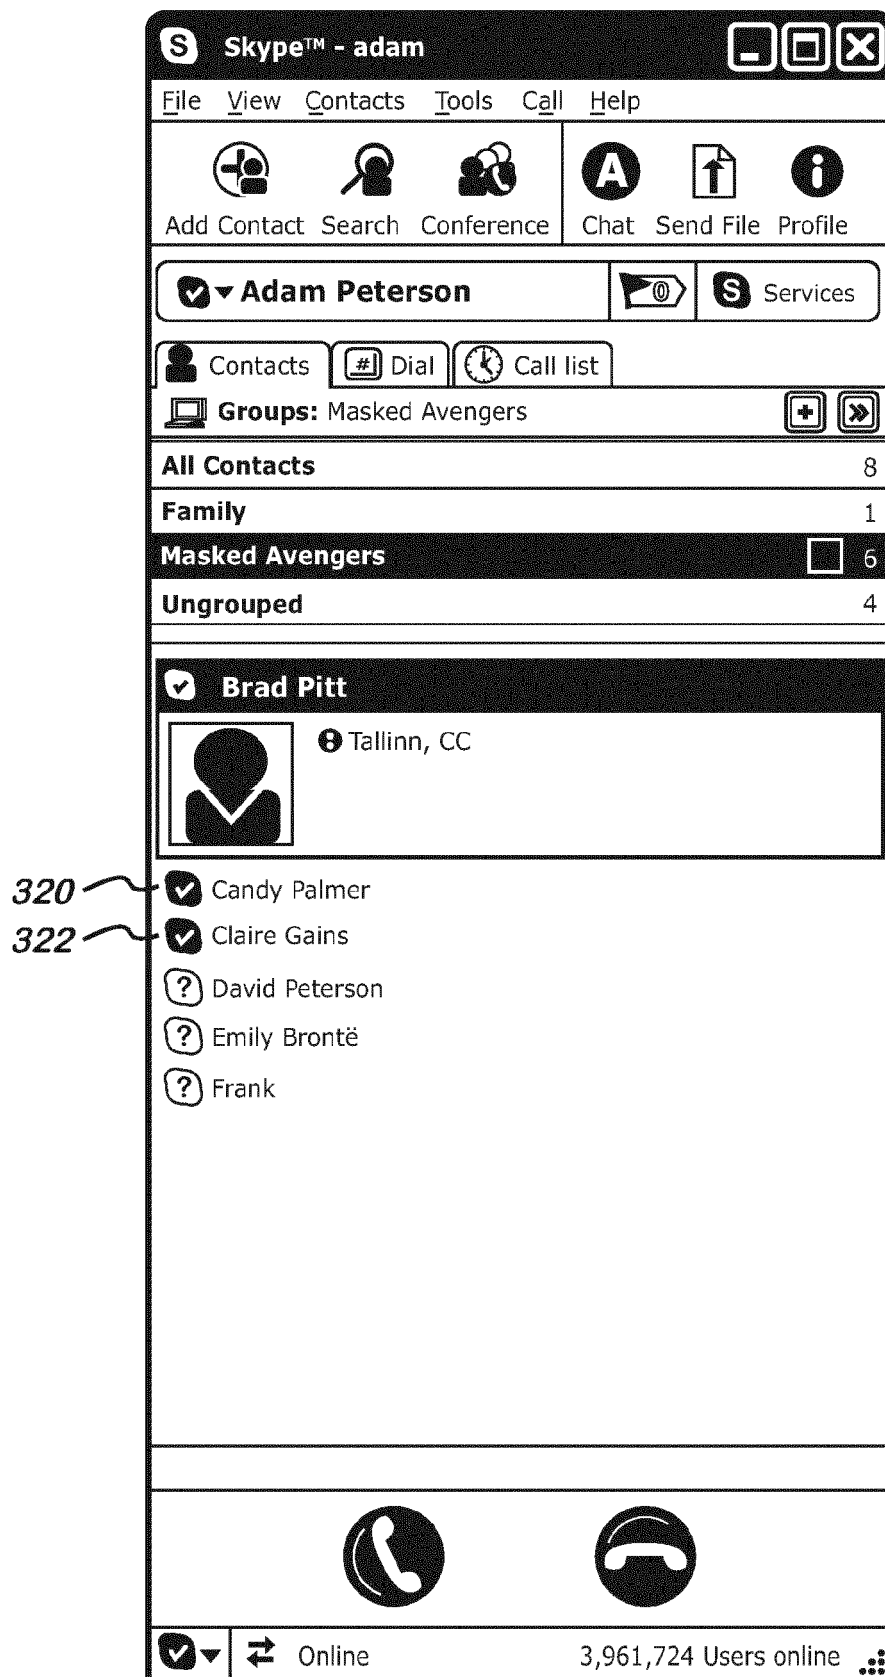 S Skype™ - adam
File View Contacts Tools Call Help
A
Add Contact Search Conference Chat Send File Profile
Adam Peterson 0 S Services
Contacts # Dial Call list
Groups: Masked Avengers
All Contacts 8
Family 1
Masked Avengers 6
Ungrouped 4
Brad Pitt
Tallinn, CC
320 Candy Palmer
322 Claire Gains
? David Peterson
? Emily Brontë
? Frank
Online 3,961,724 Users online